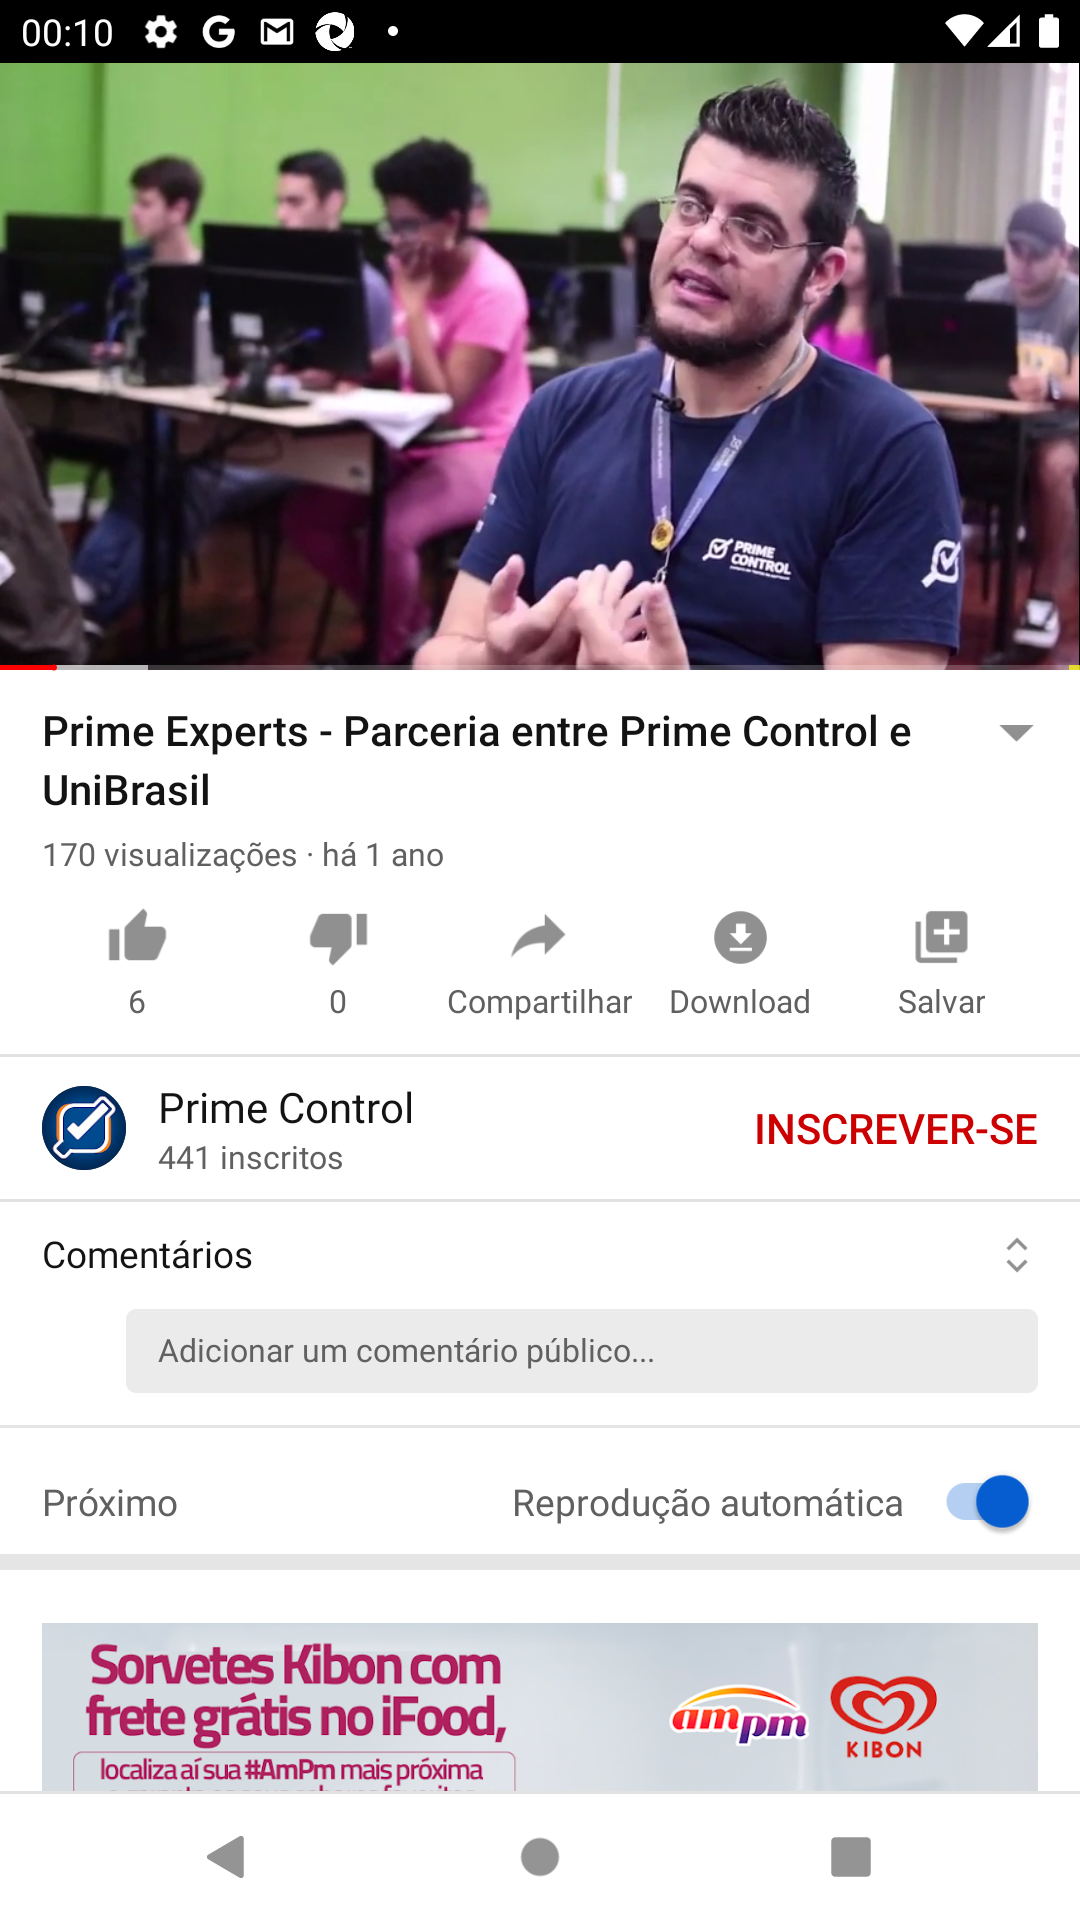 00:10
PRIME
CONTROL
Prime Experts - Parceria entre Prime Control e
UniBrasil
170 visualizações · há 1 ano
6
0
Compartilhar
Download
Salvar
Prime Control
441 inscritos
INSCREVER-SE
Comentários
Adicionar um comentário público...
Próximo
Reprodução automática
Sorvetes Kibon com
frete grátis no iFood,
localiza aí sua #AmPm mais próxima
ampm
KIBON